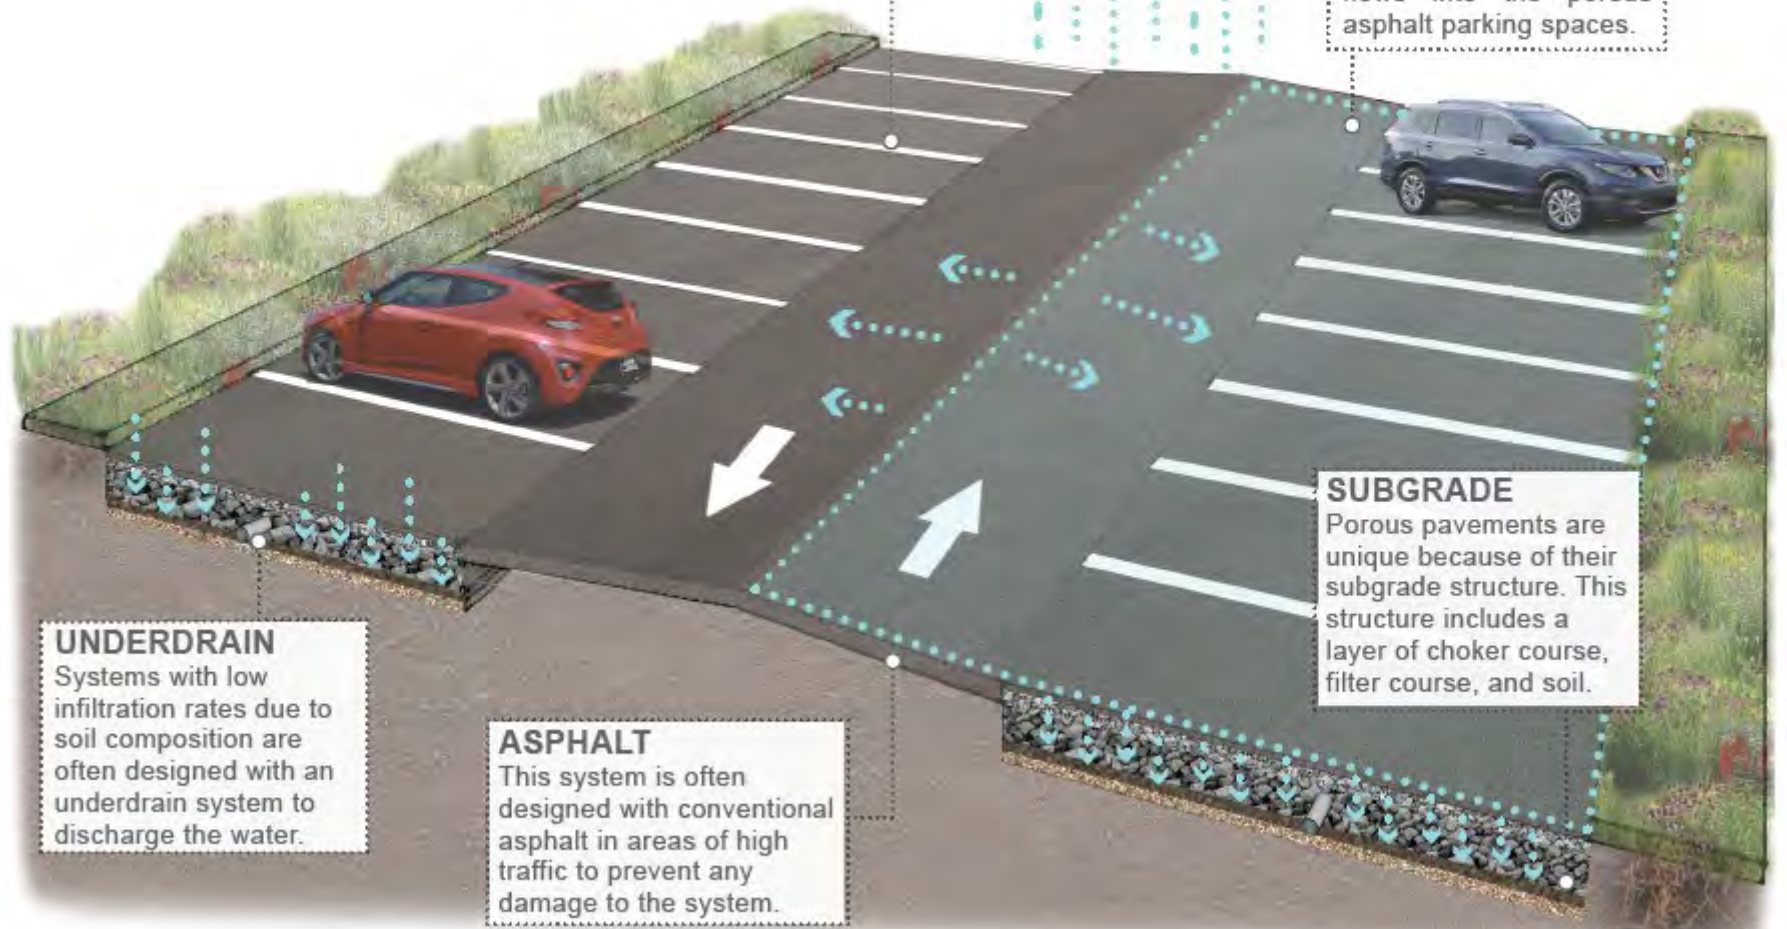 asphalt parking spaces.
SUBGRADE
Porous pavements are
unique because of their
subgrade structure. This
structure includes a
layer of choker course,
filter course, and soil.
UNDERDRAIN
Systems with low
infiltration rates due to
soil composition are
often designed with an
underdrain system to
discharge the water.
ASPHALT
This system is often
designed with conventional
asphalt in areas of high
traffic to prevent any
damage to the system.